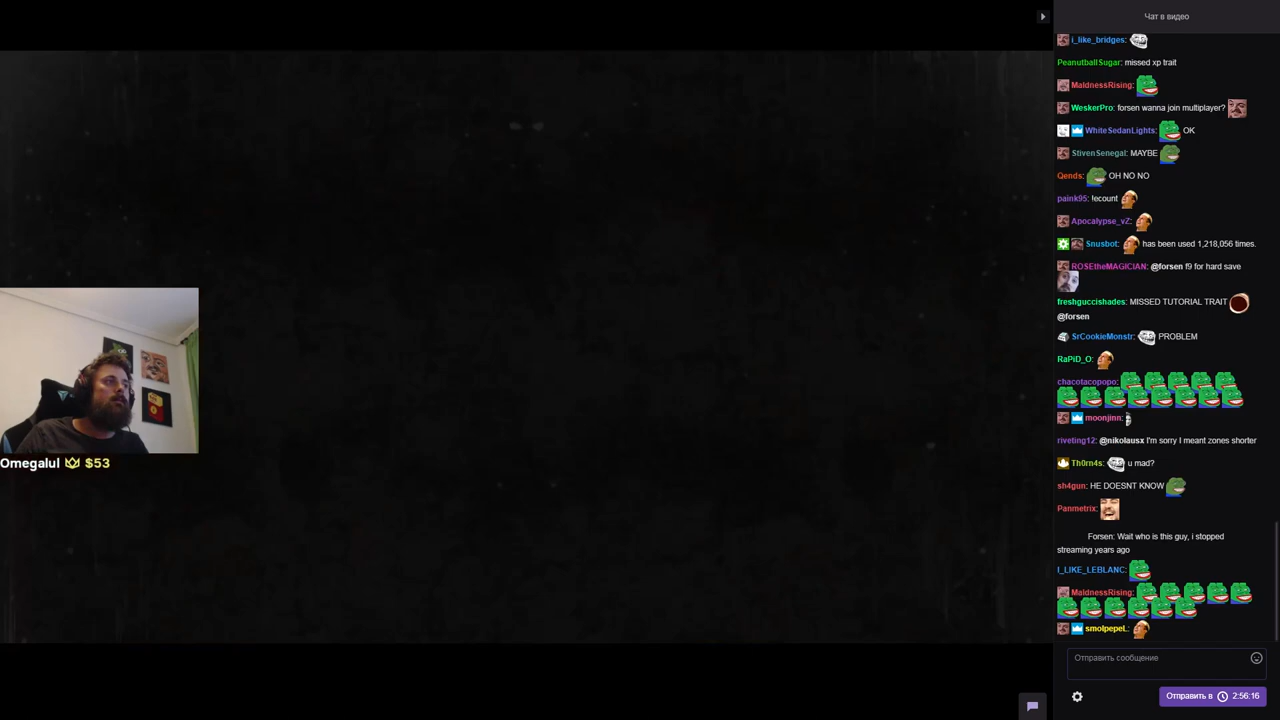 Чат в видео
i_like_bridges:
PeanutballSugar: missed xp trait
MaldnessRising:
WeskerPro: forsen wanna join multiplayer?
WhiteSedanLights: OK
StivenSenegal: MAYBE
Qends: OH NO NO
paink95: !ecount
Apocalypse_vZ:
Snusbot: has been used 1,218,056 times.
ROSEtheMAGICIAN: @forsen f9 for hard save
freshguccishades: MISSED TUTORIAL TRAIT
@forsen
SrCookieMonstr: PROBLEM
RaPiD_O:
chacotacopopo:
moonjinn:
riveting12: @nikolausx I'm sorry I meant zones shorter
Th0rn4s: u mad?
sh4gun: HE DOESNT KNOW
Panmetrix:
Forsen: Wait who is this guy, i stopped
streaming years ago
I_LIKE_LEBLANC:
MaldnessRising:
smolpepeL:
Omegalul $53
Отправить сообщение
Отправить в 2:56:16